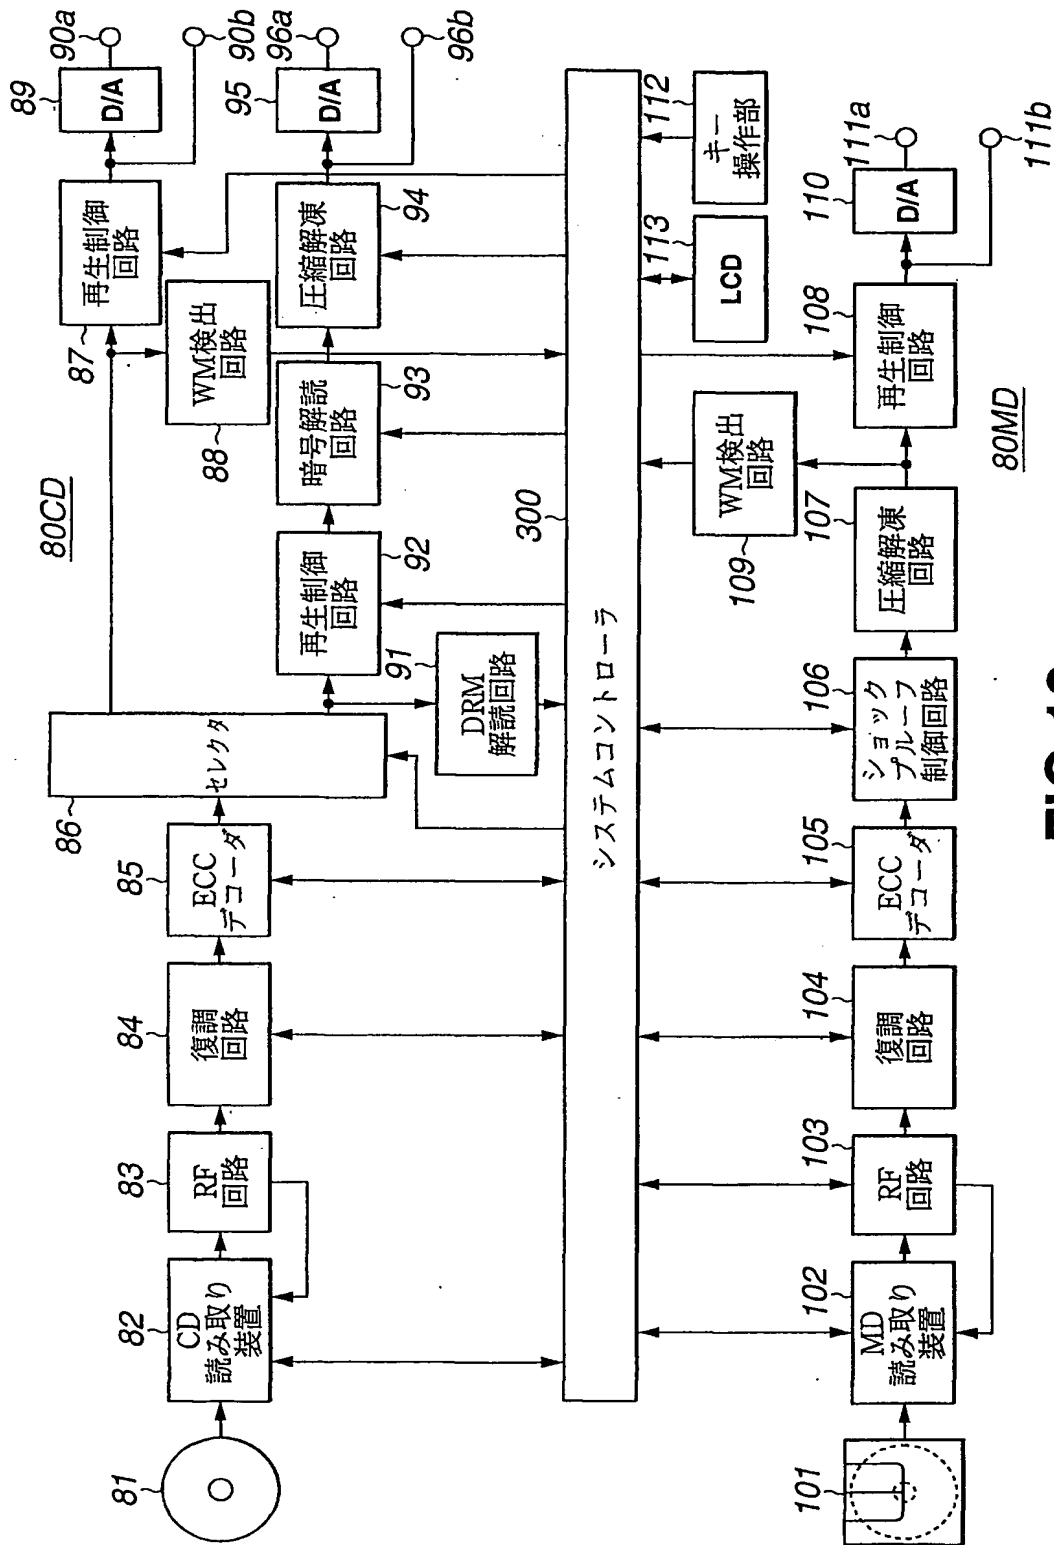 80CD
81
82
CD
読み取り
装置
83
RF
回路
84
復調
回路
85
ECC
デコーダ
86
セレクタ
87
再生制御
回路
88
WM検出
回路
89
D/A
90a
90b
91
DRM
解読回路
92
再生制御
回路
93
暗号解読
回路
94
圧縮解凍
回路
95
D/A
96a
96b
300
システムコントローラ
112
キー
操作部
113
LCD
80MD
101
102
MD
読み取り
装置
103
RF
回路
104
復調
回路
105
ECC
デコーダ
106
ショック
プルーフ
制御回路
107
圧縮解凍
回路
108
再生制御
回路
109
WM検出
回路
110
D/A
111a
111b